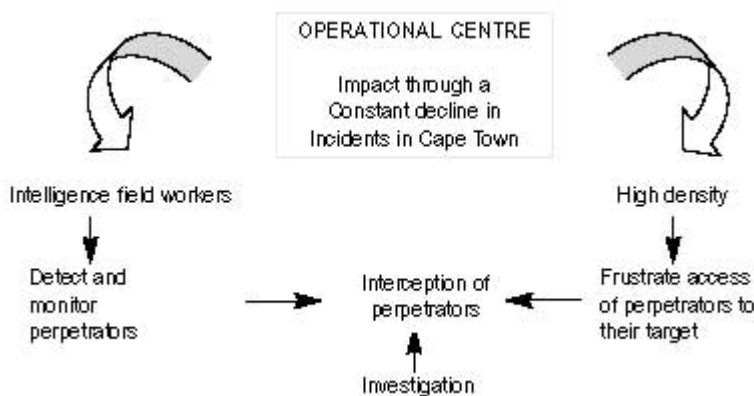 OPERATIONAL CENTRE
Impact through a
Constant decline in
Incidents in Cape Town
Intelligence field workers
High density
Detect and
monitor
perpetrators
Interception of
perpetrators
Frustrate access
of perpetrators to
their target
Investigation